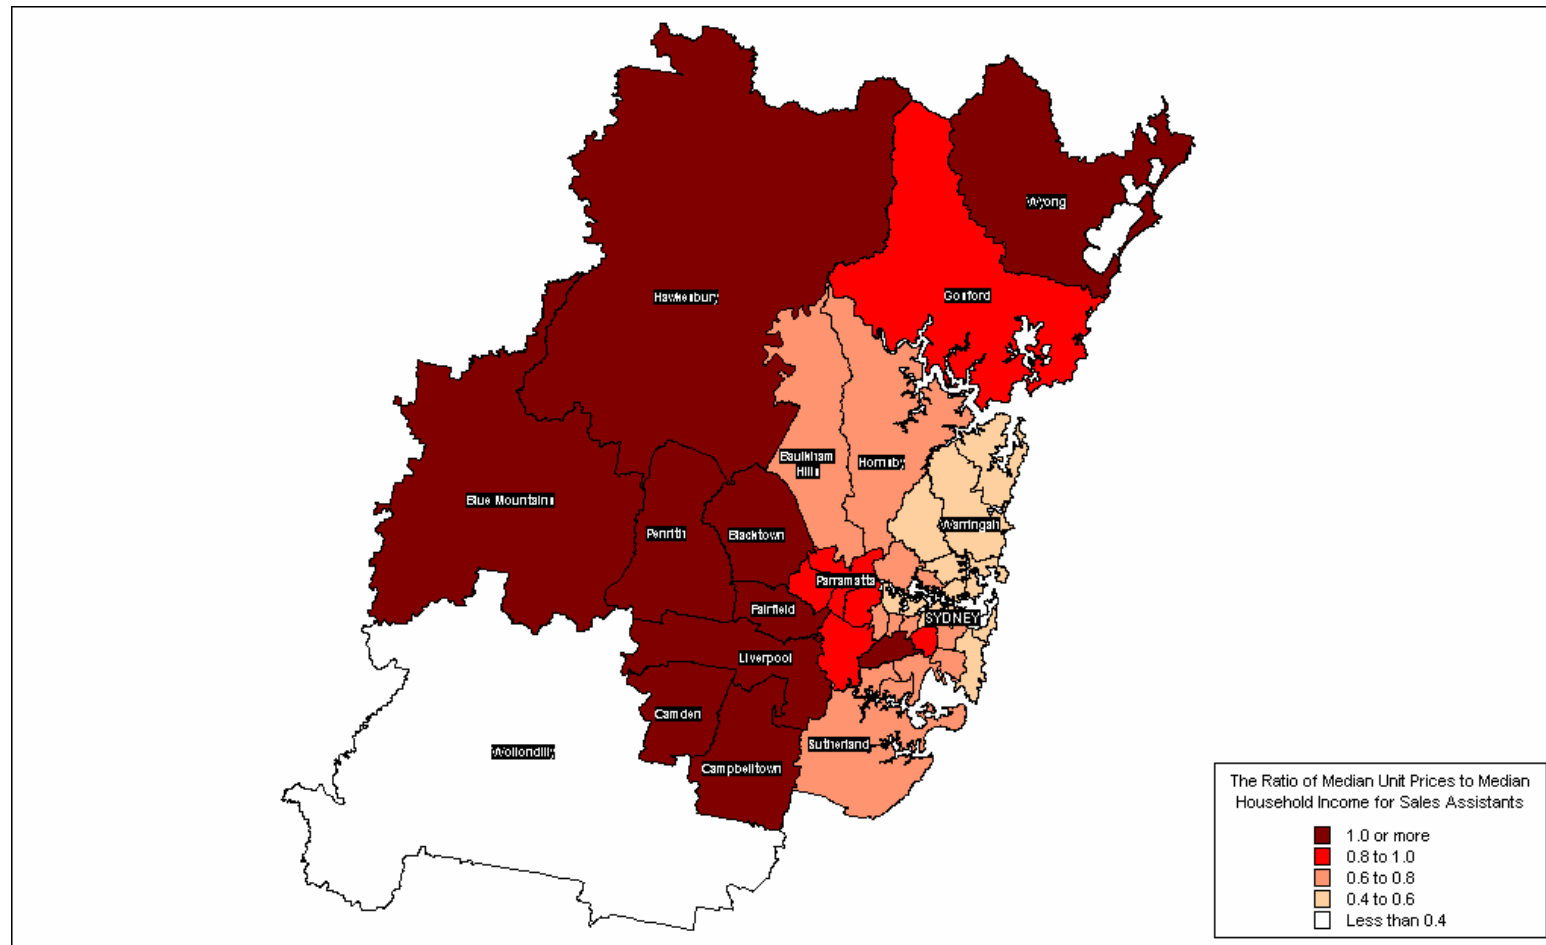 Wyong
Hawkesbury
Gosford
Baulkham
Hills
Hornsby
Blue Mountains
Warringah
Penrith
Blacktown
Parramatta
Fairfield
SYDNEY
Liverpool
Camden
Sutherland
Wollondilly
Campbelltown
The Ratio of Median Unit Prices to Median
Household Income for Sales Assistants
1.0 or more
0.8 to 1.0
0.6 to 0.8
0.4 to 0.6
Less than 0.4